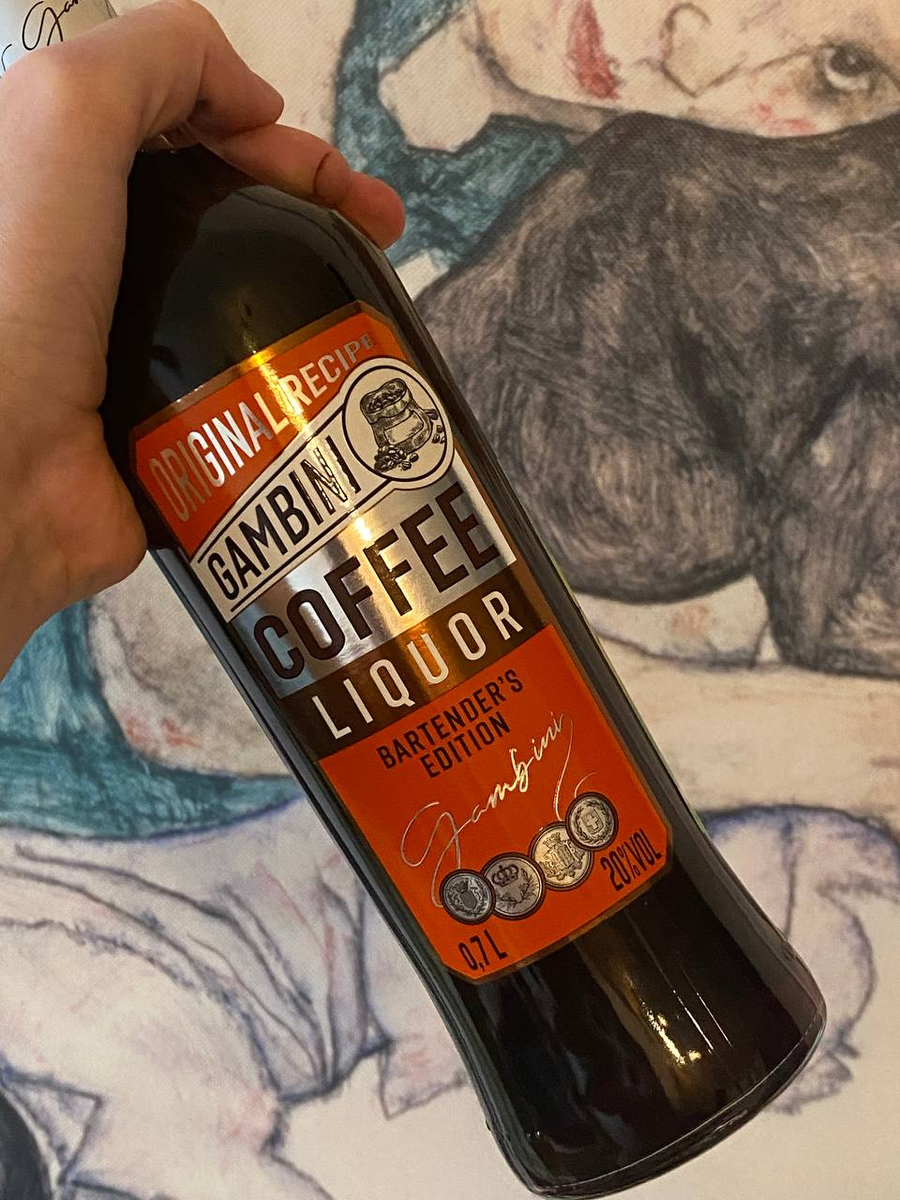 ORIGINAL RECIPE
GAMBINI
COFFEE
LIQUOR
BARTENDER'S
EDITION
Gambini
0,7 L
20%VOL